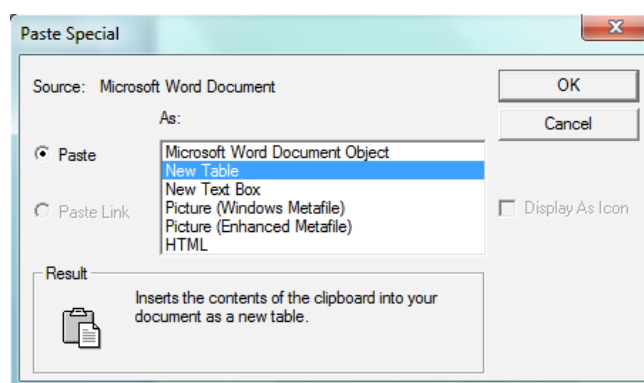 Paste Special
Source: Microsoft Word Document
OK
As:
Cancel
Paste
Microsoft Word Document Object
New Table
New Text Box
Paste Link
Picture (Windows Metafile)
Display As Icon
Picture (Enhanced Metafile)
HTML
Result
Inserts the contents of the clipboard into your
document as a new table.